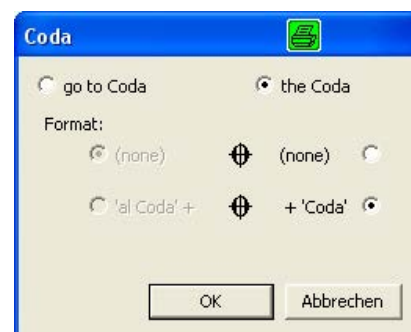 Coda
go to Coda the Coda
Format:
(none) (none)
'al Coda' + + 'Coda'
OK Abbrechen